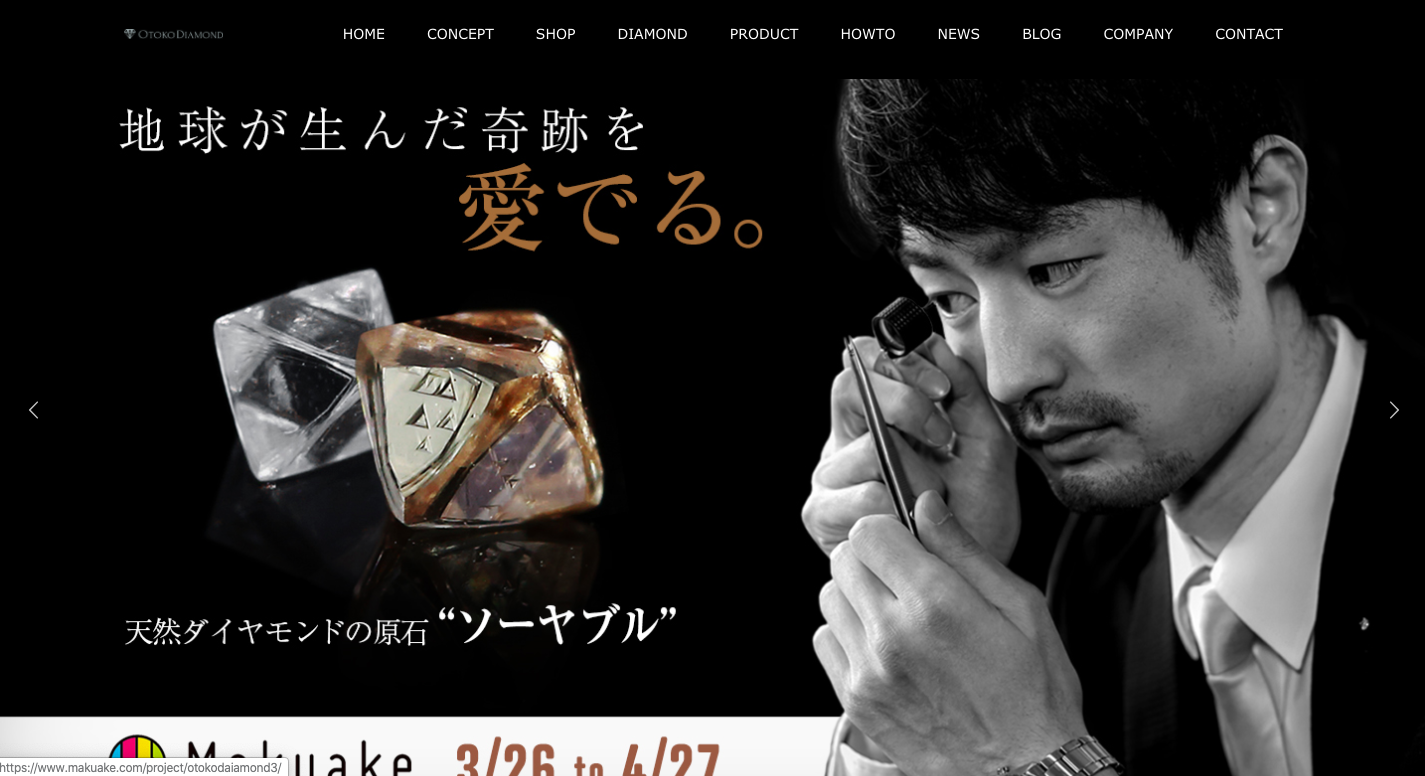 OTOKO DIAMOND
HOME CONCEPT SHOP DIAMOND PRODUCT HOWTO NEWS BLOG COMPANY CONTACT
地球が生んだ奇跡を
愛でる。
天然ダイヤモンドの原石 “ソーヤブル”
Makuake 3/26 to 4/27
https://www.makuake.com/project/otokodaiamond3/